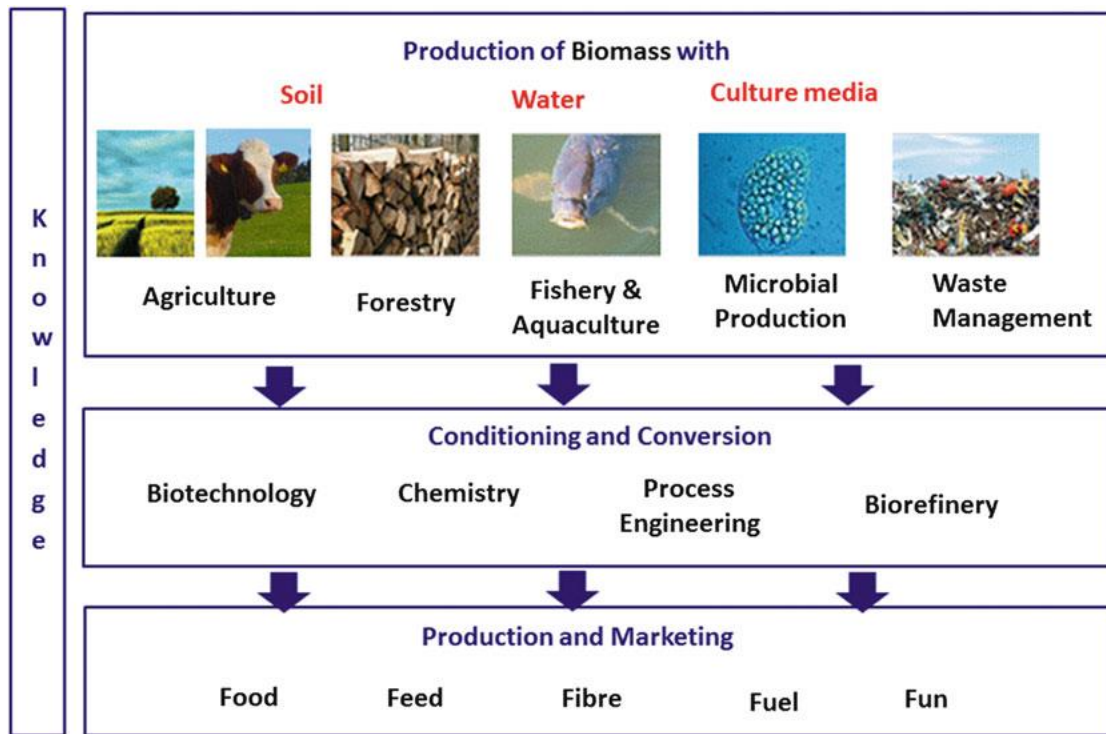 Knowledge
Production of Biomass with
Soil
Water
Culture media
Agriculture
Forestry
Fishery &
Aquaculture
Microbial
Production
Waste
Management
Conditioning and Conversion
Biotechnology
Chemistry
Process
Engineering
Biorefinery
Production and Marketing
Food
Feed
Fibre
Fuel
Fun